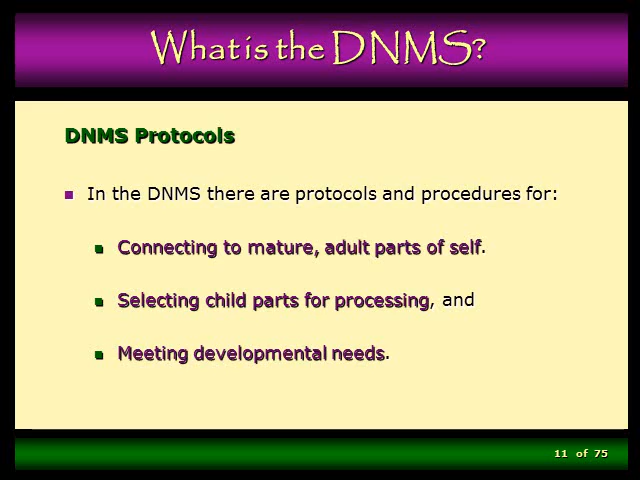 What is the DNMS?
DNMS Protocols
In the DNMS there are protocols and procedures for:
Connecting to mature, adult parts of self.
Selecting child parts for processing, and
Meeting developmental needs.
11 of 75